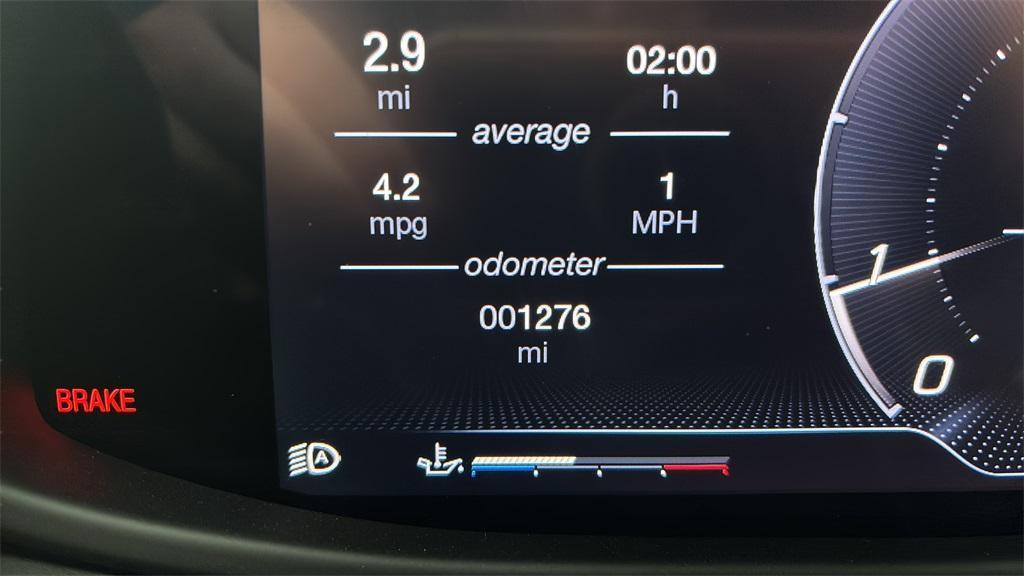 2.9 02:00
mi h
average
4.2 1
mpg MPH
odometer
001276
mi
1
0
BRAKE
A